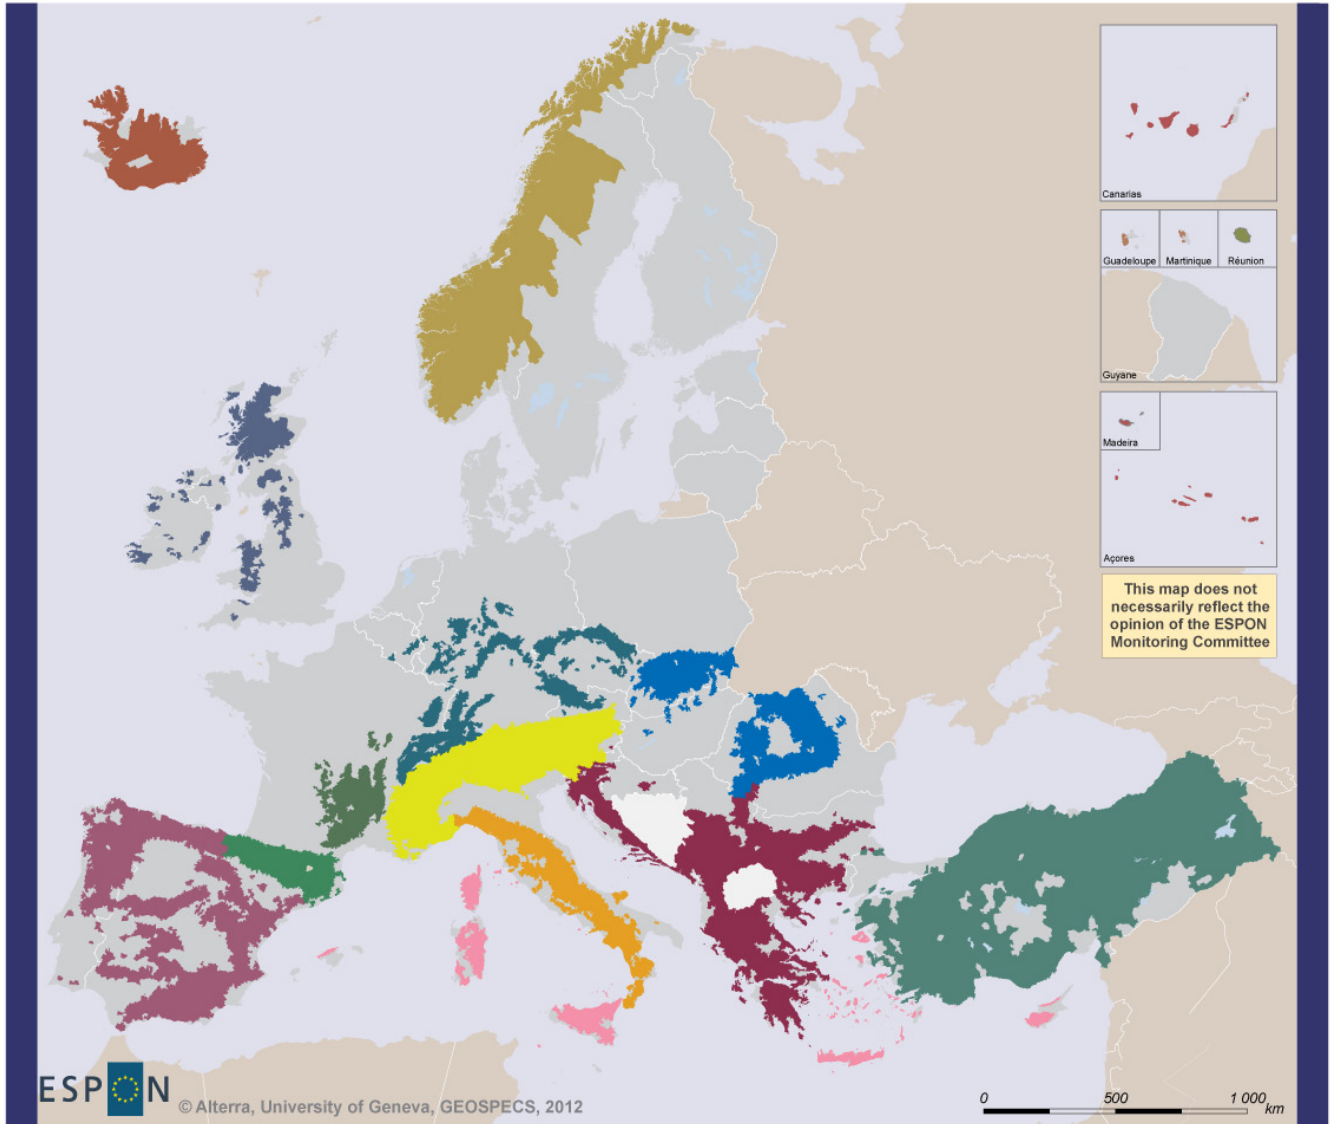 Canarias
Guadeloupe
Martinique
Réunion
Guyane
Madeira
Açores
This map does not
necessarily reflect the
opinion of the ESPON
Monitoring Committee
ESPON
© Alterra, University of Geneva, GEOSPECS, 2012
0 500 1 000 km